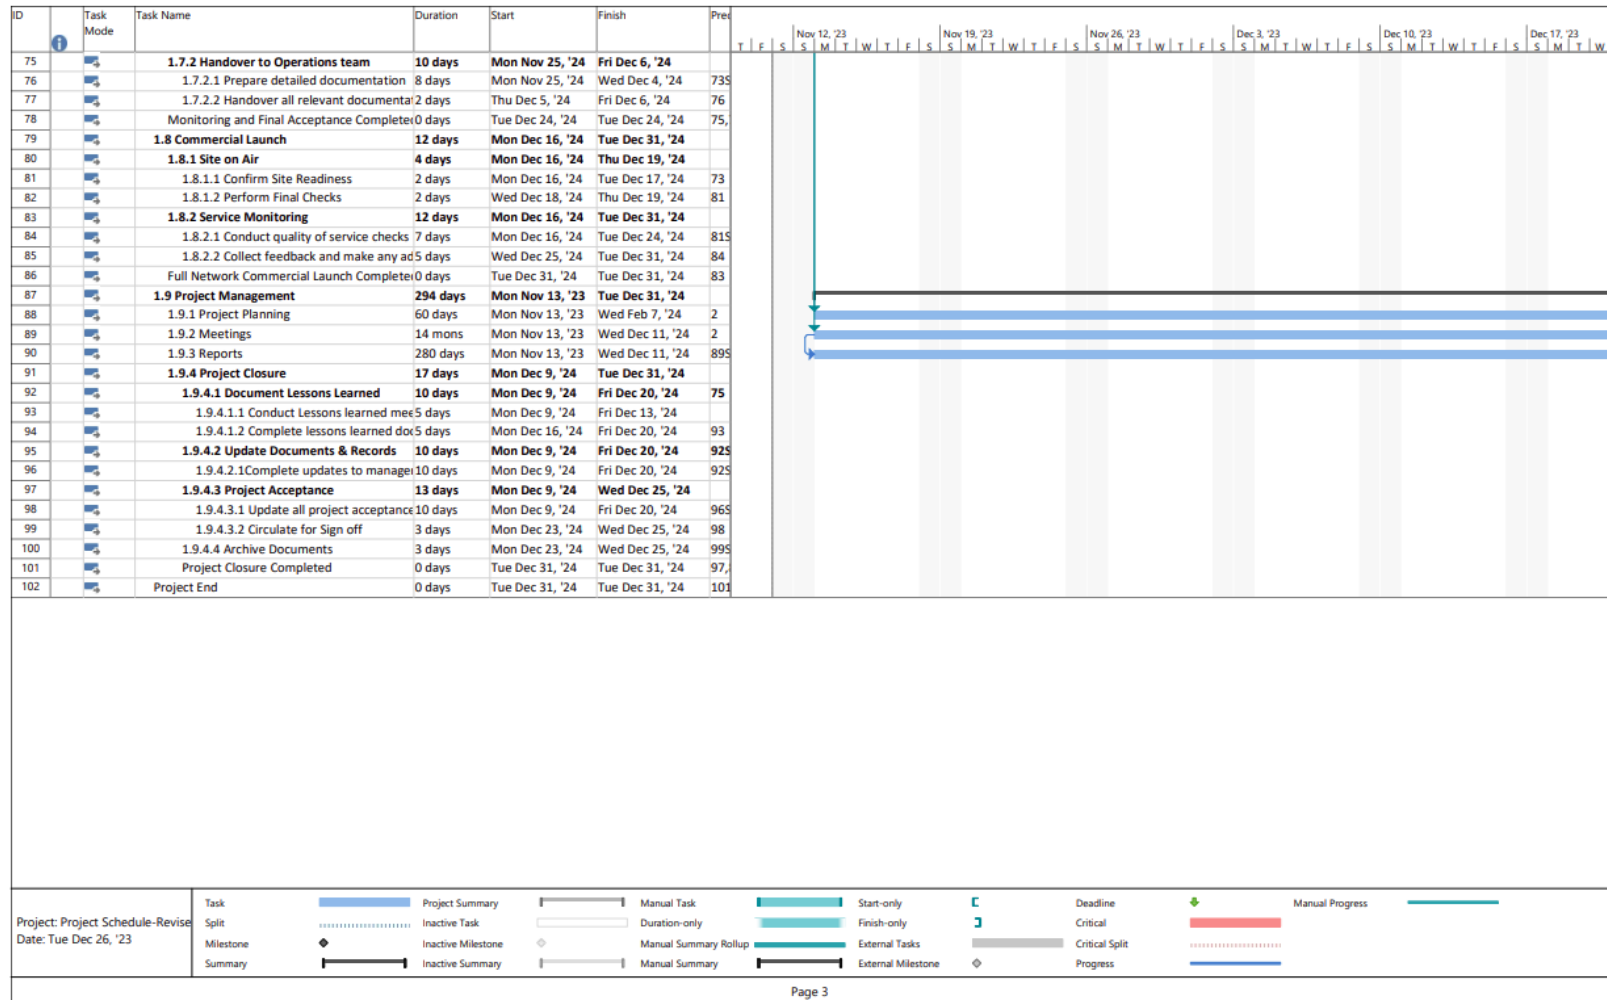 ID Task Mode Task Name Duration Start Finish Pre
Nov 12, '23 Nov 19, '23 Nov 26, '23 Dec 3, '23 Dec 10, '23 Dec 17, '23
T F S S M T W T F S S M T W T F S S M T W T F S S M T W T F S S M T W T F S S M T W
75 1.7.2 Handover to Operations team 10 days Mon Nov 25, '24 Fri Dec 6, '24
76 1.7.2.1 Prepare detailed documentation 8 days Mon Nov 25, '24 Wed Dec 4, '24 73S
77 1.7.2.2 Handover all relevant documenta 2 days Thu Dec 5, '24 Fri Dec 6, '24 76
78 Monitoring and Final Acceptance Complete 0 days Tue Dec 24, '24 Tue Dec 24, '24 75,
79 1.8 Commercial Launch 12 days Mon Dec 16, '24 Tue Dec 31, '24
80 1.8.1 Site on Air 4 days Mon Dec 16, '24 Thu Dec 19, '24
81 1.8.1.1 Confirm Site Readiness 2 days Mon Dec 16, '24 Tue Dec 17, '24 73
82 1.8.1.2 Perform Final Checks 2 days Wed Dec 18, '24 Thu Dec 19, '24 81
83 1.8.2 Service Monitoring 12 days Mon Dec 16, '24 Tue Dec 31, '24
84 1.8.2.1 Conduct quality of service checks 7 days Mon Dec 16, '24 Tue Dec 24, '24 81S
85 1.8.2.2 Collect feedback and make any ad 5 days Wed Dec 25, '24 Tue Dec 31, '24 84
86 Full Network Commercial Launch Complete 0 days Tue Dec 31, '24 Tue Dec 31, '24 83
87 1.9 Project Management 294 days Mon Nov 13, '23 Tue Dec 31, '24
88 1.9.1 Project Planning 60 days Mon Nov 13, '23 Wed Feb 7, '24 2
89 1.9.2 Meetings 14 mons Mon Nov 13, '23 Wed Dec 11, '24 2
90 1.9.3 Reports 280 days Mon Nov 13, '23 Wed Dec 11, '24 89S
91 1.9.4 Project Closure 17 days Mon Dec 9, '24 Tue Dec 31, '24
92 1.9.4.1 Document Lessons Learned 10 days Mon Dec 9, '24 Fri Dec 20, '24 75
93 1.9.4.1.1 Conduct Lessons learned mee 5 days Mon Dec 9, '24 Fri Dec 13, '24
94 1.9.4.1.2 Complete lessons learned doc 5 days Mon Dec 16, '24 Fri Dec 20, '24 93
95 1.9.4.2 Update Documents & Records 10 days Mon Dec 9, '24 Fri Dec 20, '24 92S
96 1.9.4.2.1Complete updates to manage 10 days Mon Dec 9, '24 Fri Dec 20, '24 92S
97 1.9.4.3 Project Acceptance 13 days Mon Dec 9, '24 Wed Dec 25, '24
98 1.9.4.3.1 Update all project acceptance 10 days Mon Dec 9, '24 Fri Dec 20, '24 96S
99 1.9.4.3.2 Circulate for Sign off 3 days Mon Dec 23, '24 Wed Dec 25, '24 98
100 1.9.4.4 Archive Documents 3 days Mon Dec 23, '24 Wed Dec 25, '24 99S
101 Project Closure Completed 0 days Tue Dec 31, '24 Tue Dec 31, '24 97,
102 Project End 0 days Tue Dec 31, '24 Tue Dec 31, '24 101
Project: Project Schedule-Revise
Date: Tue Dec 26, '23
Task Project Summary Manual Task Start-only Deadline Manual Progress
Split Inactive Task Duration-only Finish-only Critical
Milestone Inactive Milestone Manual Summary Rollup External Tasks Critical Split
Summary Inactive Summary Manual Summary External Milestone Progress
Page 3